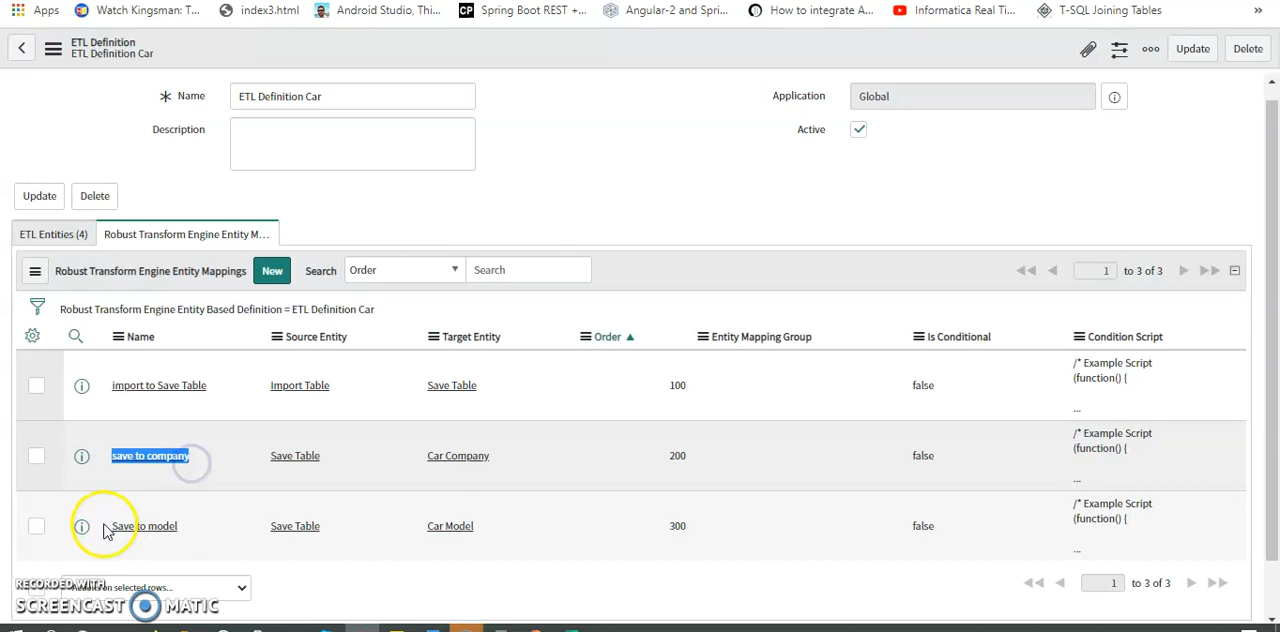 Apps Watch Kingsman: T... index3.html Android Studio, Thi... CP Spring Boot REST +... Angular-2 and Spri... How to integrate A... Informatica Real Ti... T-SQL Joining Tables »
ETL Definition
ETL Definition Car
Update Delete
Name ETL Definition Car Application Global
Description Active
Update Delete
ETL Entities (4) Robust Transform Engine Entity M...
Robust Transform Engine Entity Mappings New Search Order Search 1 to 3 of 3
Robust Transform Engine Entity Based Definition = ETL Definition Car
Name Source Entity Target Entity Order Entity Mapping Group Is Conditional Condition Script
import to Save Table Import Table Save Table 100 false /* Example Script
(function() {
...
save to company Save Table Car Company 200 false /* Example Script
(function() {
...
Save to model Save Table Car Model 300 false /* Example Script
(function() {
...
on selected rows... 1 to 3 of 3
RECORDED WITH
SCREENCAST MATIC